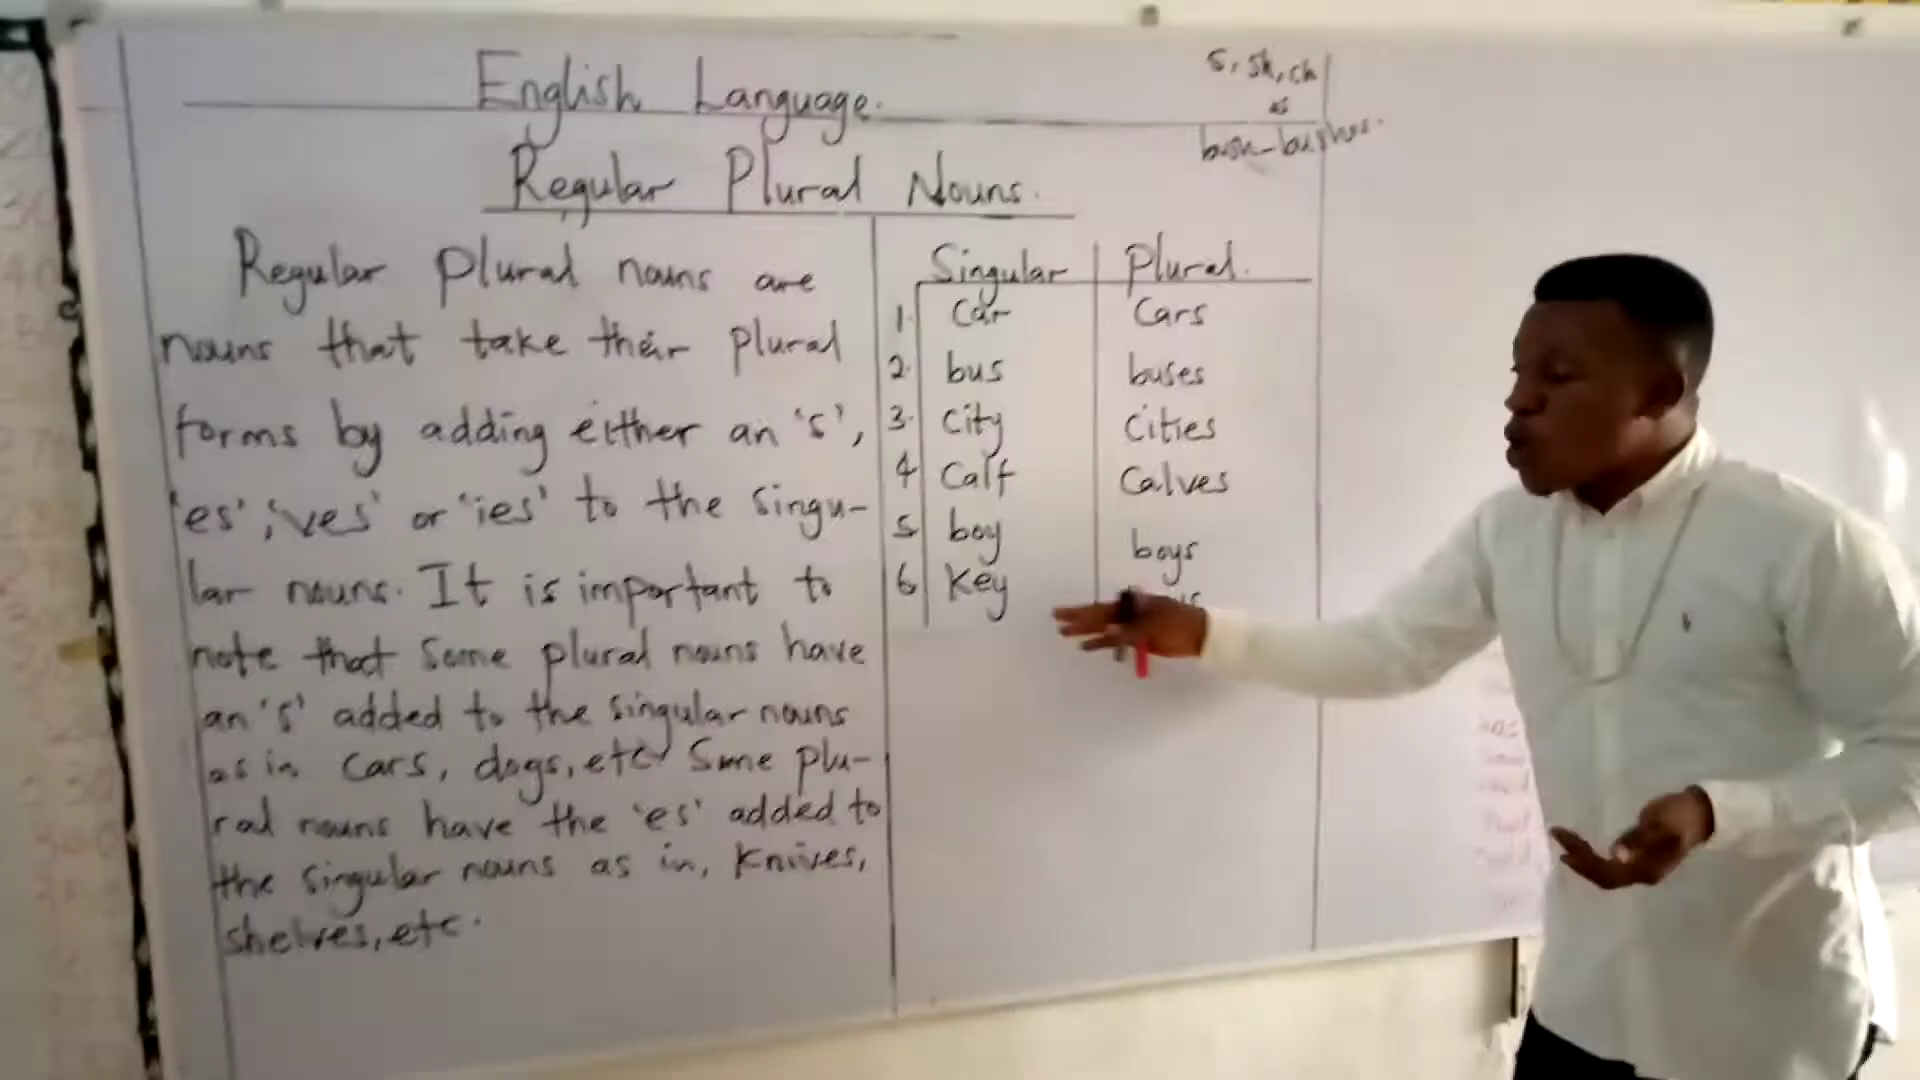 English Language.
s, sh, ch
bush - bushes.
Regular Plural Nouns.
Regular Plural nouns are
nouns that take their plural
forms by adding either an 's',
'es', 'ves' or 'ies' to the singu-
lar nouns. It is important to
note that some plural nouns have
an 's' added to the singular nouns
as in cars, dogs, etc. Some plu-
ral nouns have the 'es' added to
the singular nouns as in, knives,
shelves, etc.
Singular Plural.
1. Car Cars
2. bus buses
3. City Cities
4 Calf Calves
5 boy boys
6 Key